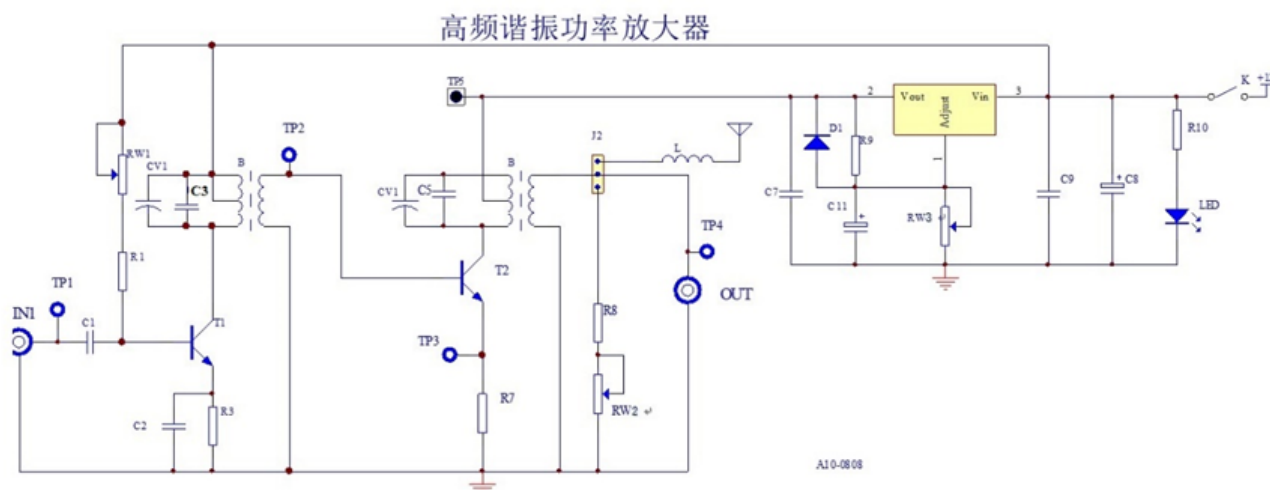 高频谐振功率放大器
TP5
2
Vout
Adjust
Vin
3
K
1
TP2
J2
D1
R9
R10
RW1
CV1
C3
B
CV1
C5
B
L
C7
C11
RW3
C9
C8
LED
TP4
R1
T2
OUT
TP1
IN1
C1
T1
TP3
R8
R7
RW2
C2
R3
A10-0808